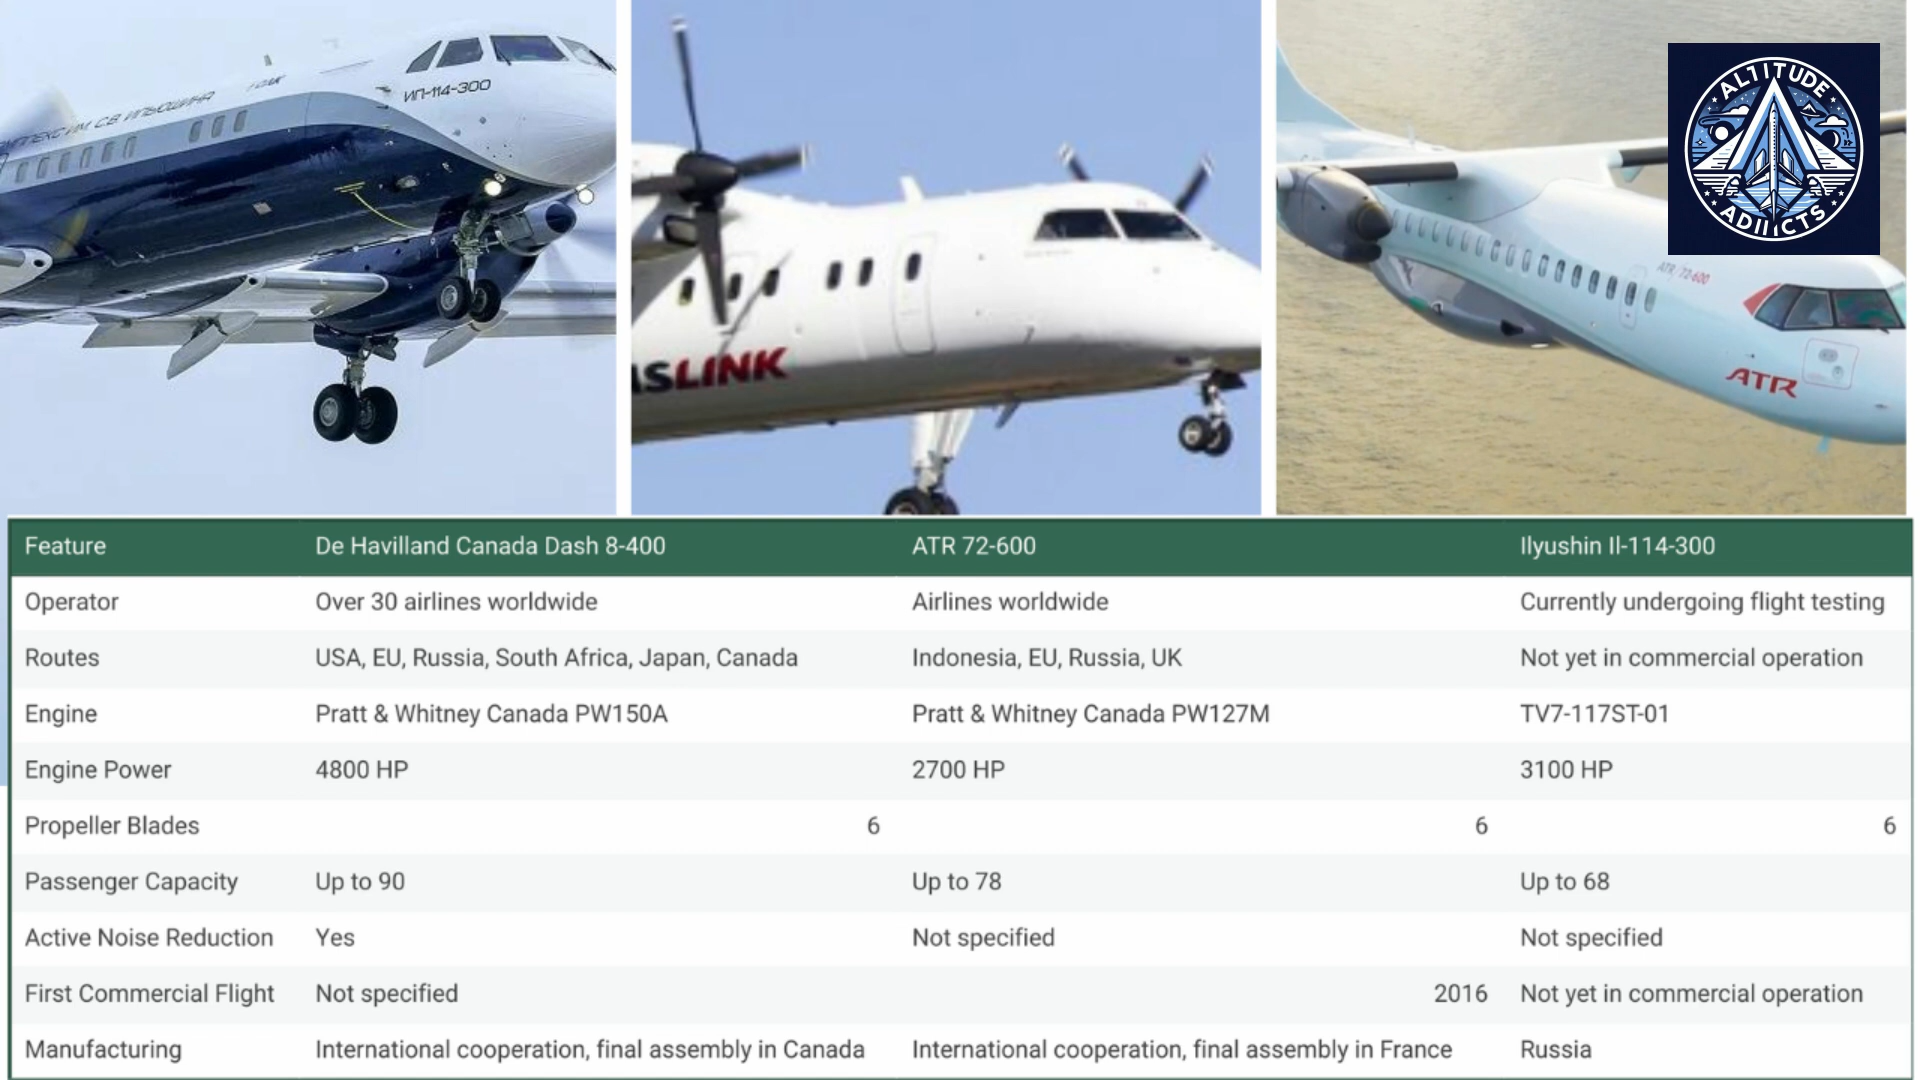 МПЛЕКС ИМ. С.В. ИЛЬЮШИНА
ИЛ-114-300
ASLINK
ATR 72-600
ATR
ALTITUDE
ADIIICTS
Feature De Havilland Canada Dash 8-400 ATR 72-600 Ilyushin Il-114-300
Operator Over 30 airlines worldwide Airlines worldwide Currently undergoing flight testing
Routes USA, EU, Russia, South Africa, Japan, Canada Indonesia, EU, Russia, UK Not yet in commercial operation
Engine Pratt & Whitney Canada PW150A Pratt & Whitney Canada PW127M TV7-117ST-01
Engine Power 4800 HP 2700 HP 3100 HP
Propeller Blades 6 6 6
Passenger Capacity Up to 90 Up to 78 Up to 68
Active Noise Reduction Yes Not specified Not specified
First Commercial Flight Not specified 2016 Not yet in commercial operation
Manufacturing International cooperation, final assembly in Canada International cooperation, final assembly in France Russia